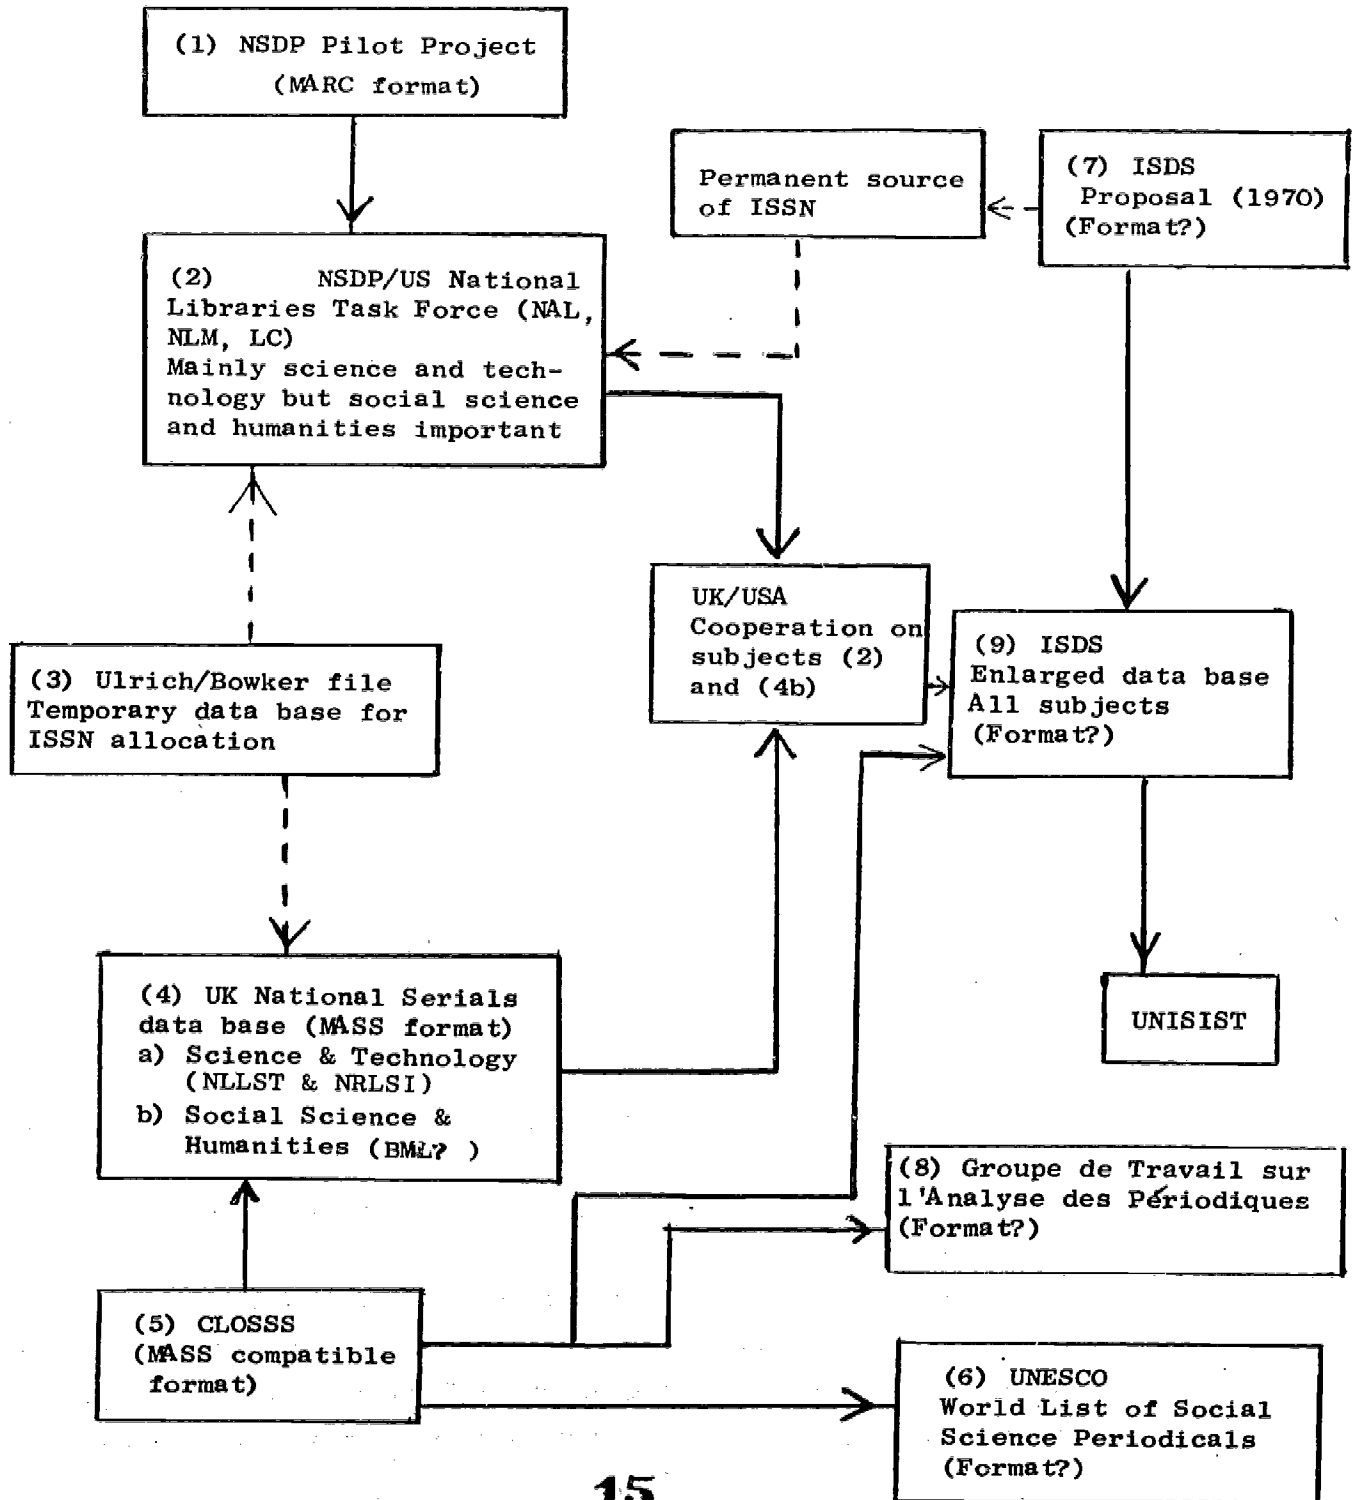 (1) NSDP Pilot Project
(MARC format)
Permanent source
of ISSN
(7) ISDS
Proposal (1970)
(Format?)
(2) NSDP/US National
Libraries Task Force (NAL,
NLM, LC)
Mainly science and tech-
nology but social science
and humanities important
UK/USA
Cooperation on
subjects (2)
and (4b)
(9) ISDS
Enlarged data base
All subjects
(Format?)
(3) Ulrich/Bowker file
Temporary data base for
ISSN allocation
(4) UK National Serials
data base (MASS format)
a) Science & Technology
(NLLST & NRLSI)
b) Social Science &
Humanities (BML? )
UNISIST
(8) Groupe de Travail sur
l'Analyse des Périodiques
(Format?)
(5) CLOSSS
(MASS compatible
format)
(6) UNESCO
World List of Social
Science Periodicals
(Format?)
15